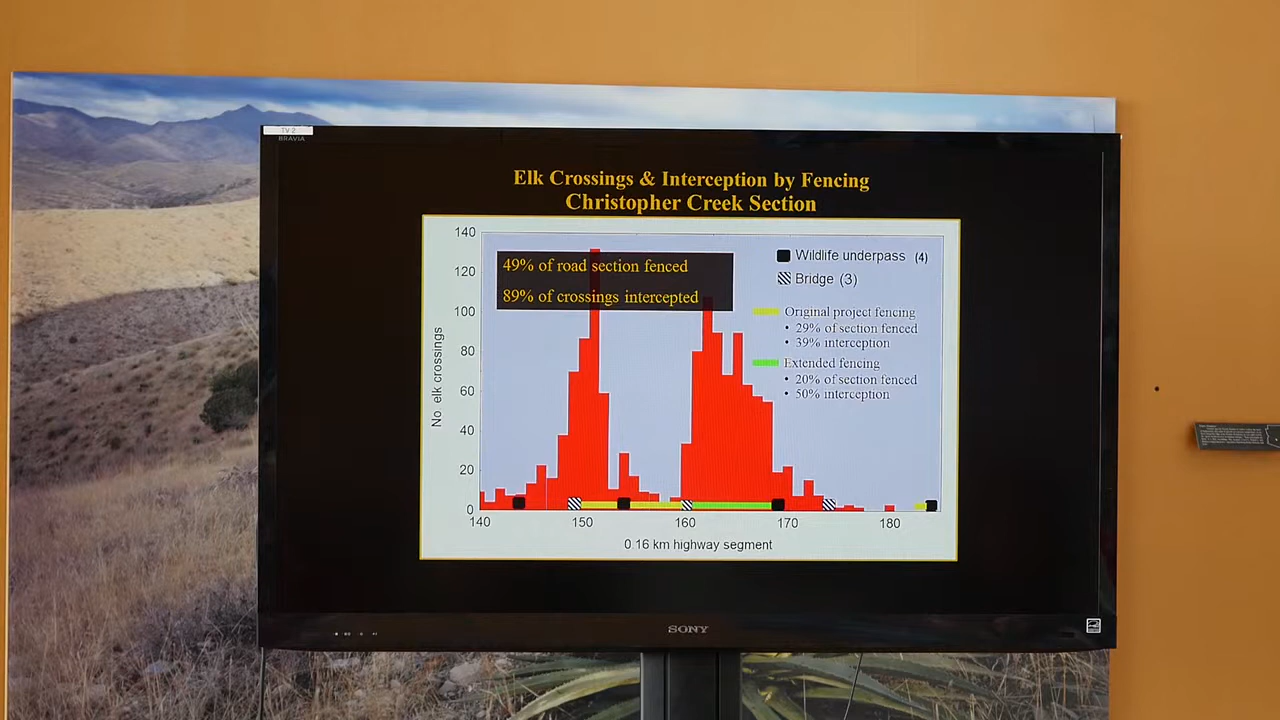 TV 2
BRAVIA
Elk Crossings & Interception by Fencing
Christopher Creek Section
140
120
100
80
60
40
20
0
No elk crossings
49% of road section fenced
89% of crossings intercepted
Wildlife underpass (4)
Bridge (3)
Original project fencing
• 29% of section fenced
• 39% interception
Extended fencing
• 20% of section fenced
• 50% interception
140 150 160 170 180
0.16 km highway segment
SONY